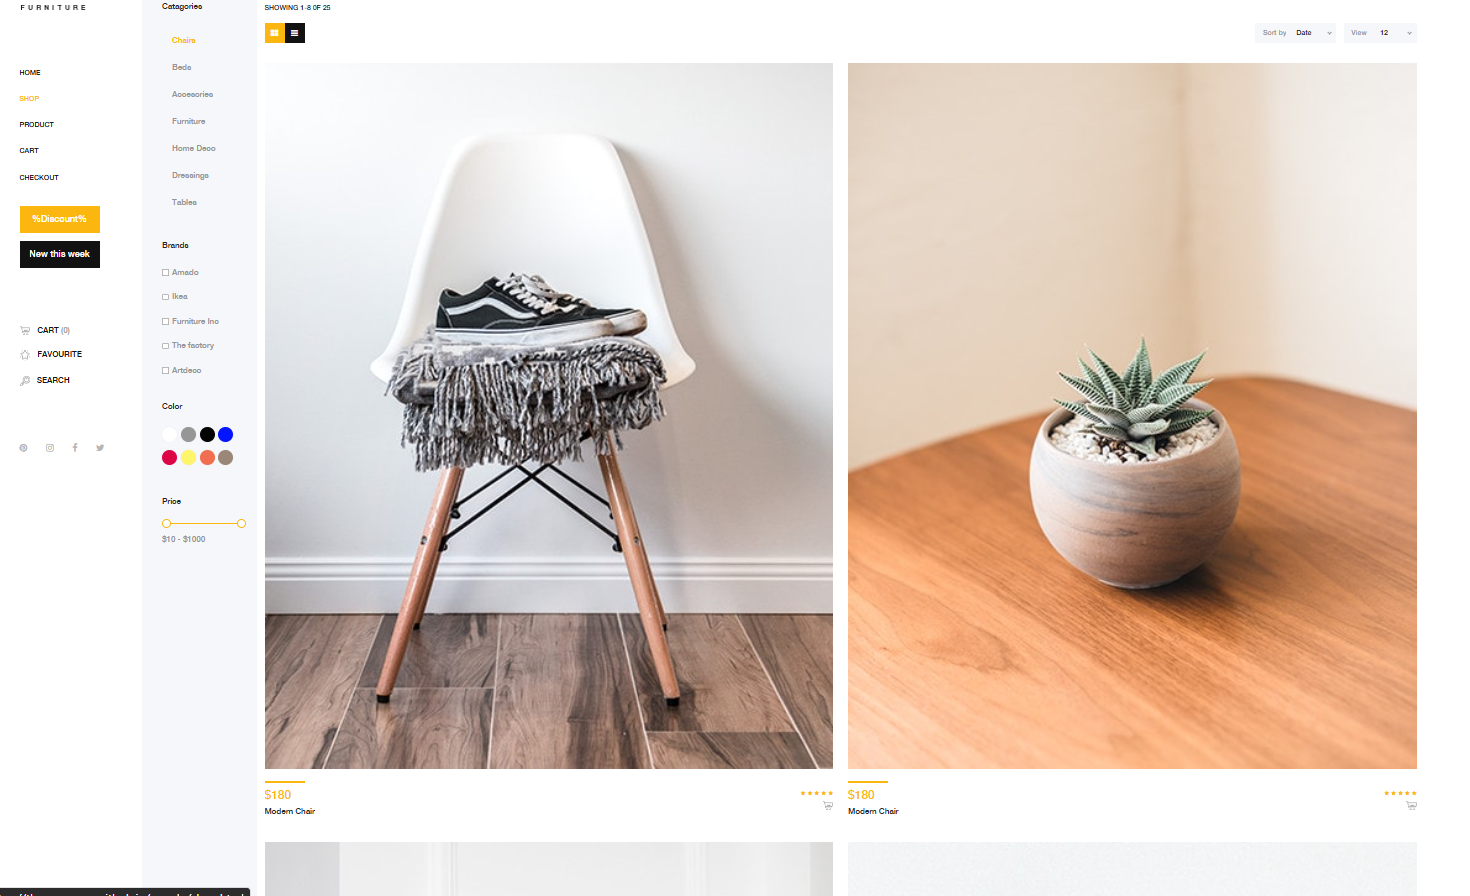 FURNITURE
HOME
SHOP
PRODUCT
CART
CHECKOUT
%Discount%
New this week
CART (0)
FAVOURITE
SEARCH
Catagories
Chairs
Beds
Accesories
Furniture
Home Deco
Dressings
Tables
Brands
Amado
Ikea
Furniture Inc
The factory
Artdeco
Color
Price
$10 - $1000
SHOWING 1-8 0F 25
Sort by Date
View 12
$180
Modern Chair
$180
Modern Chair